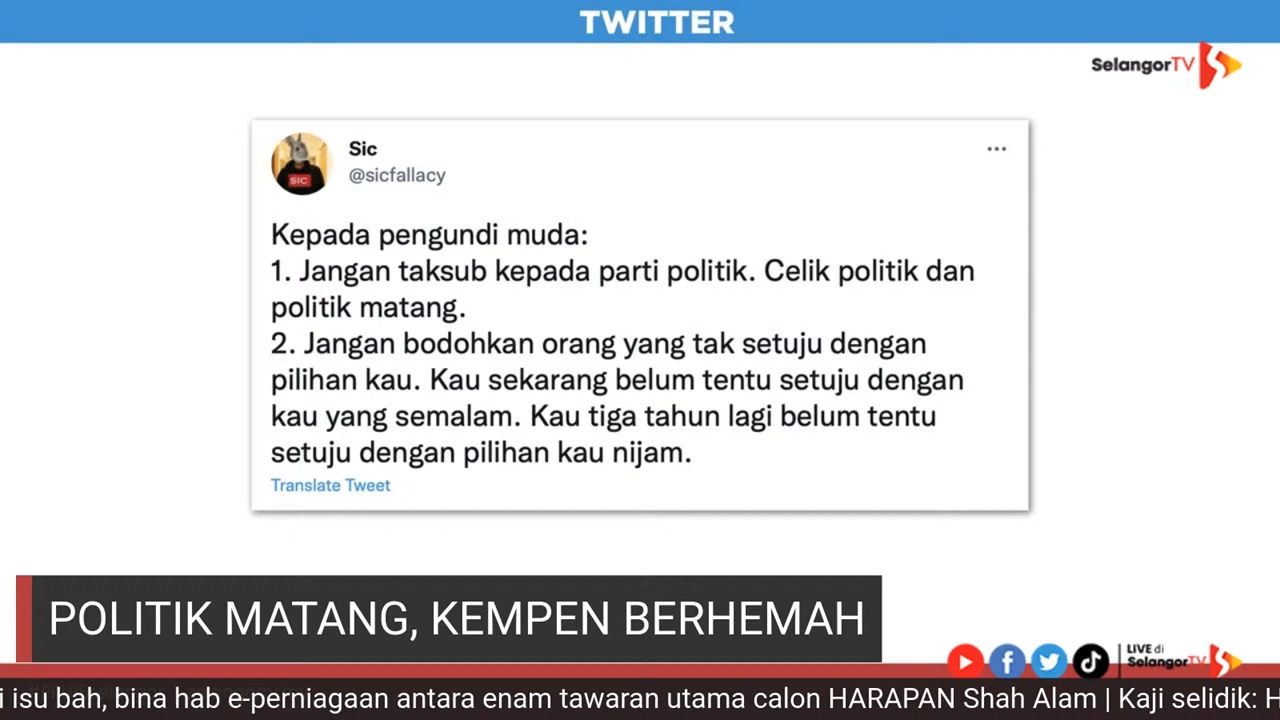 TWITTER
SelangorTV
Sic
@sicfallacy
SIC
Kepada pengundi muda:
1. Jangan taksub kepada parti politik. Celik politik dan
politik matang.
2. Jangan bodohkan orang yang tak setuju dengan
pilihan kau. Kau sekarang belum tentu setuju dengan
kau yang semalam. Kau tiga tahun lagi belum tentu
setuju dengan pilihan kau nijam.
Translate Tweet
POLITIK MATANG, KEMPEN BERHEMAH
LIVE di
SelangorTV
i isu bah, bina hab e-perniagaan antara enam tawaran utama calon HARAPAN Shah Alam | Kaji selidik: H